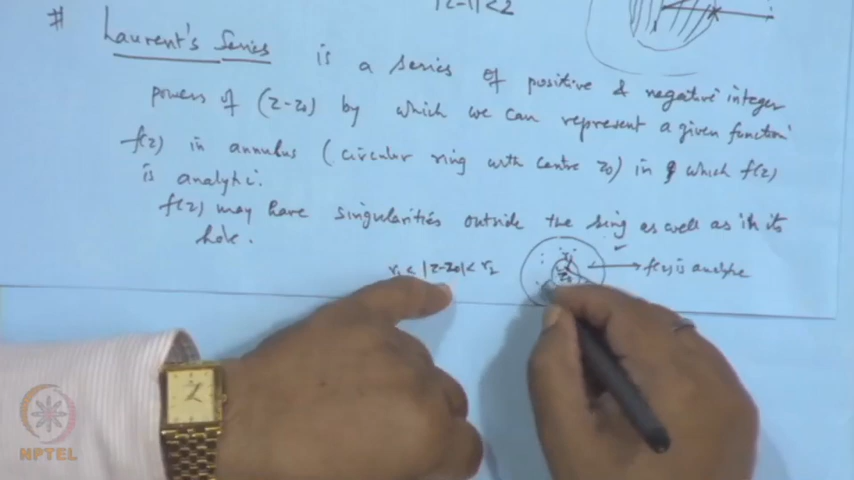 |z-1|<2
# Laurent's Series is a series of positive & negative integer
powers of (z-z0) by which we can represent a given function
f(z) in annulus (circular ring with centre z0) in which f(z)
is analytic.
f(z) may have singularities outside the ring as well as in its
hole.
r1 < |z-z0| < r2
r1
z0
f(z) is analytic
NPTEL